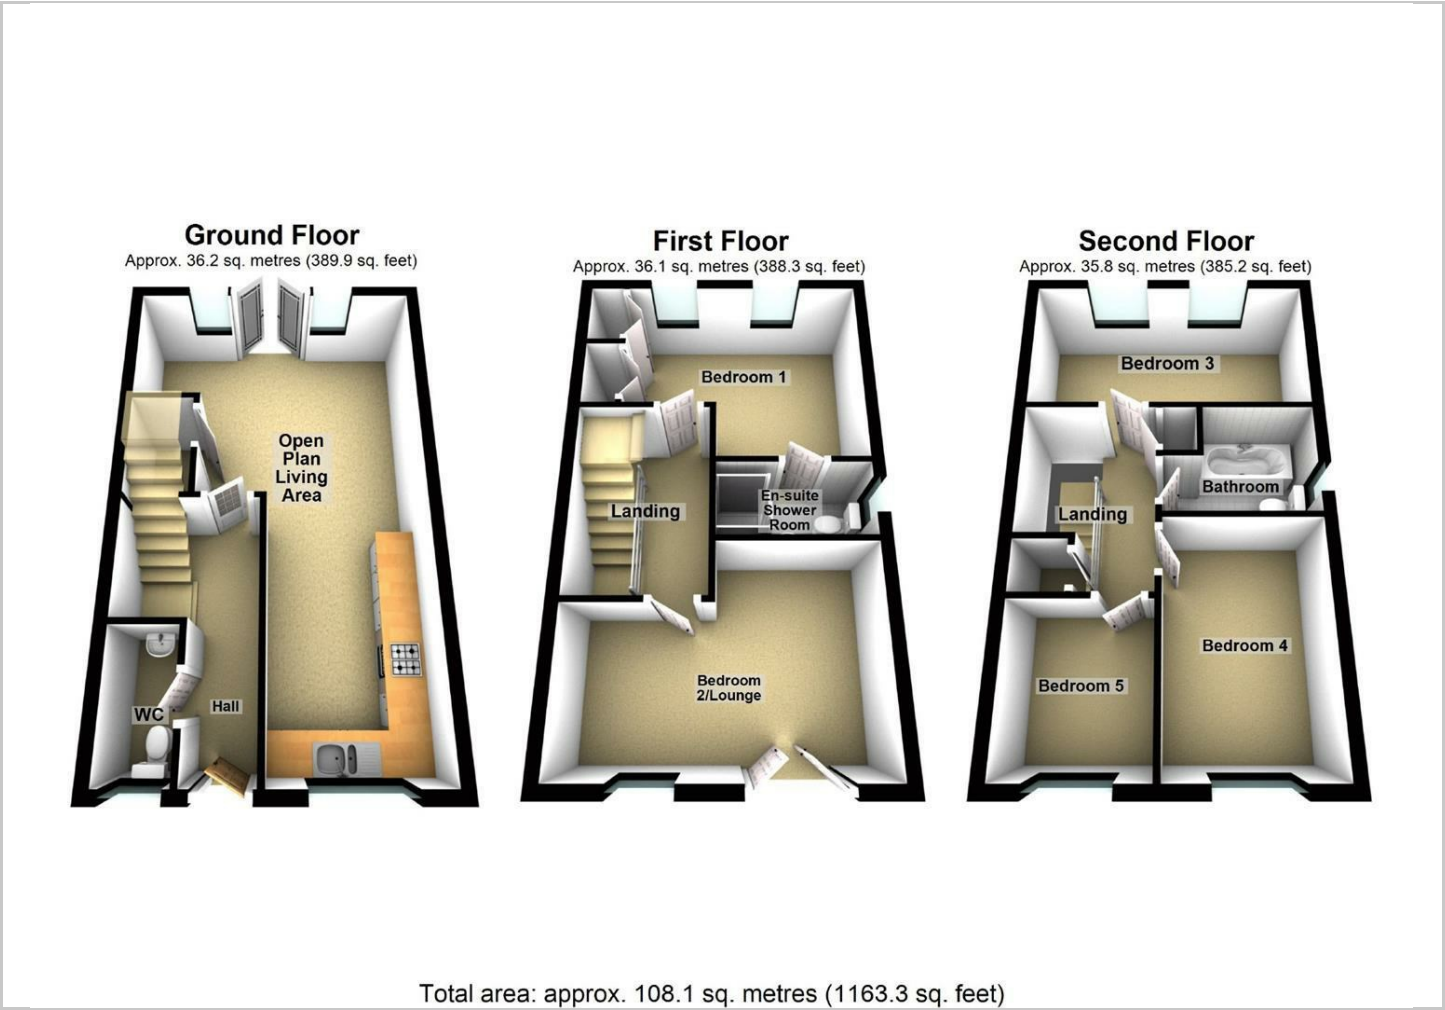 Ground Floor
Approx. 36.2 sq. metres (389.9 sq. feet)
Open
Plan
Living
Area
WC
Hall
First Floor
Approx. 36.1 sq. metres (388.3 sq. feet)
Bedroom 1
Landing
En-suite
Shower
Room
Bedroom
2/Lounge
Second Floor
Approx. 35.8 sq. metres (385.2 sq. feet)
Bedroom 3
Bathroom
Landing
Bedroom 4
Bedroom 5
Total area: approx. 108.1 sq. metres (1163.3 sq. feet)